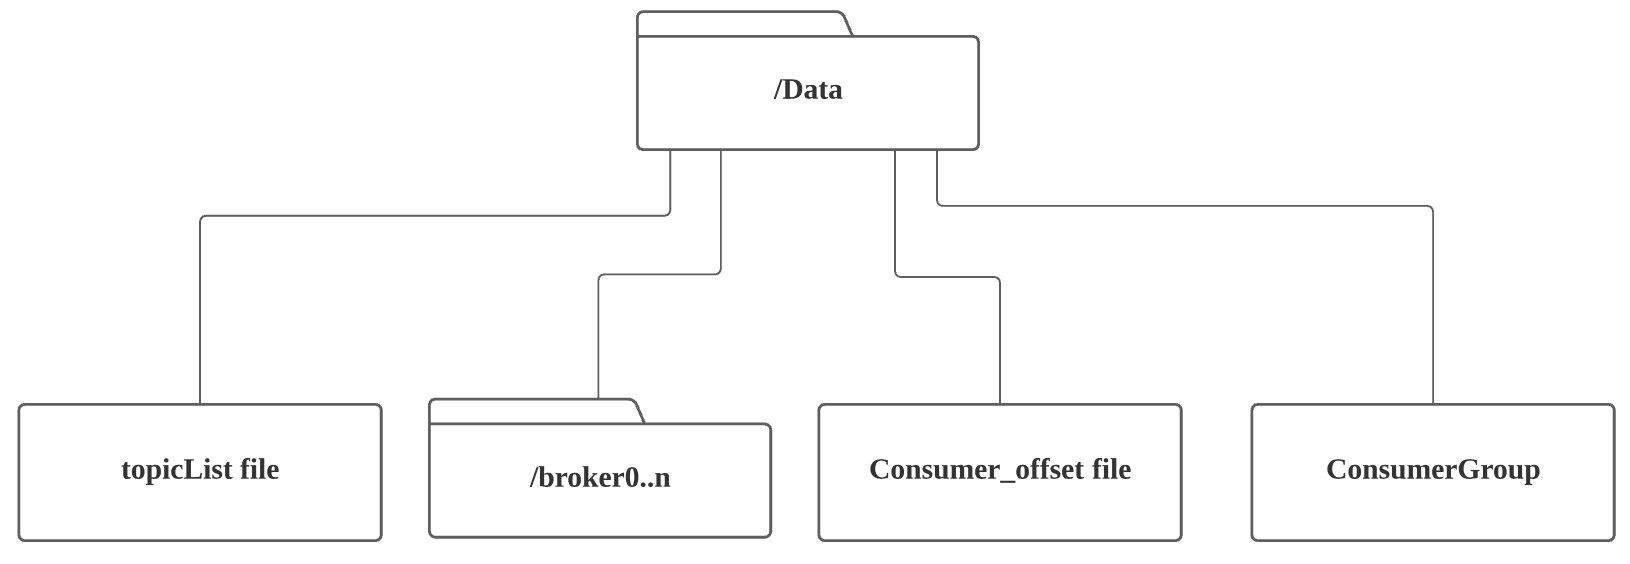 /Data
topicList file
/broker0..n
Consumer_offset file
ConsumerGroup